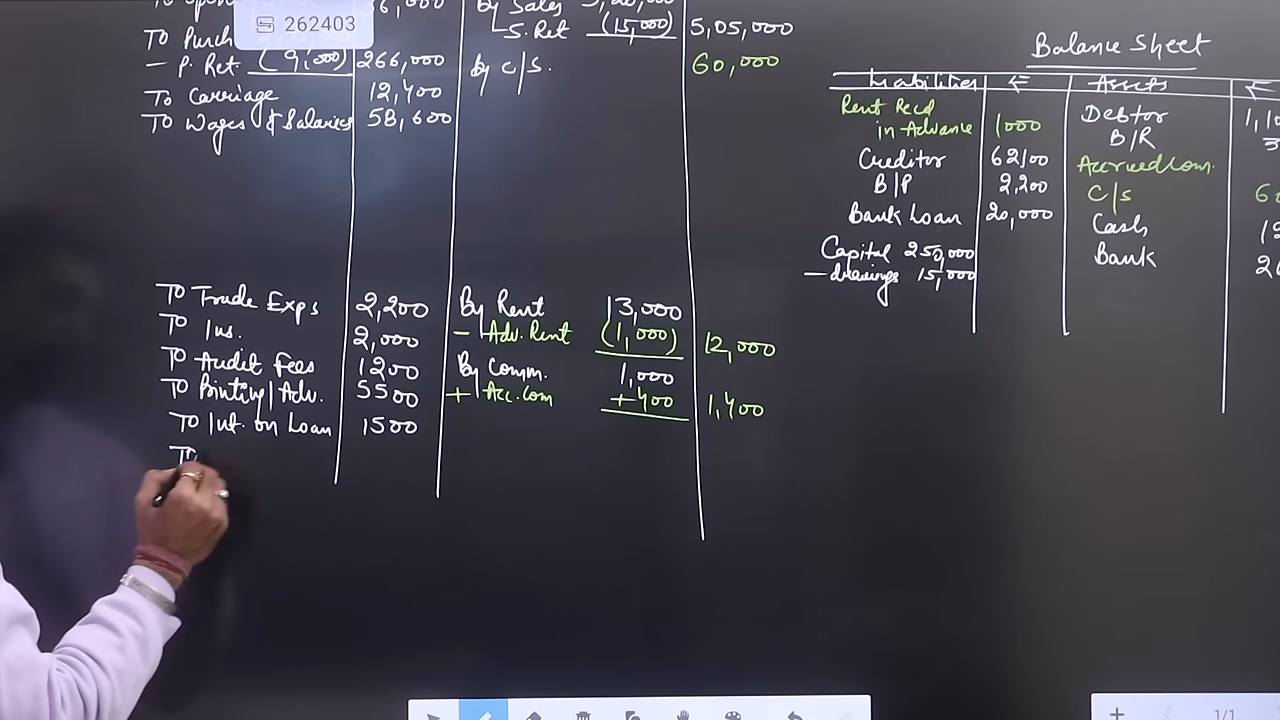 262403
36,000 By Sales
To Purch
S. Ret (15,000) 5,05,000
- P. Ret (9,000) 266,000 By C/S. 60,000
To Carriage 12,400
To Wages & Salaries 58,600
To Trade Exps 2,200 By Rent 13,000
To Ins. 2,000 - Adv. Rent (1,000) 12,000
To Audit Fees 1200 By Comm. 1,000
To Printing/Adv. 5500 + Acc. Com +400 1,400
To Int. on Loan 1500
To
Balance Sheet
Liabilities Assets
Rent Recd Debtor
in Advance 1000 B/R
Creditor 62100 Accrued Com.
B/P 2,200 C/S
Bank Loan 20,000 Cash
Capital 250,000 Bank
- drawings 15,000
1/1